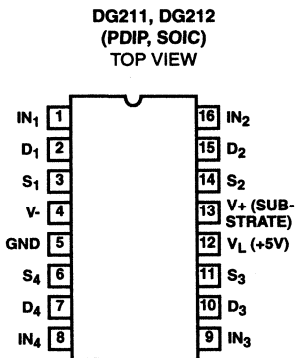 DG211, DG212
(PDIP, SOIC)
TOP VIEW
IN1 1 16 IN2
D1 2 15 D2
S1 3 14 S2
V- 4 13 V+ (SUB-
STRATE)
GND 5 12 VL (+5V)
S4 6 11 S3
D4 7 10 D3
IN4 8 9 IN3